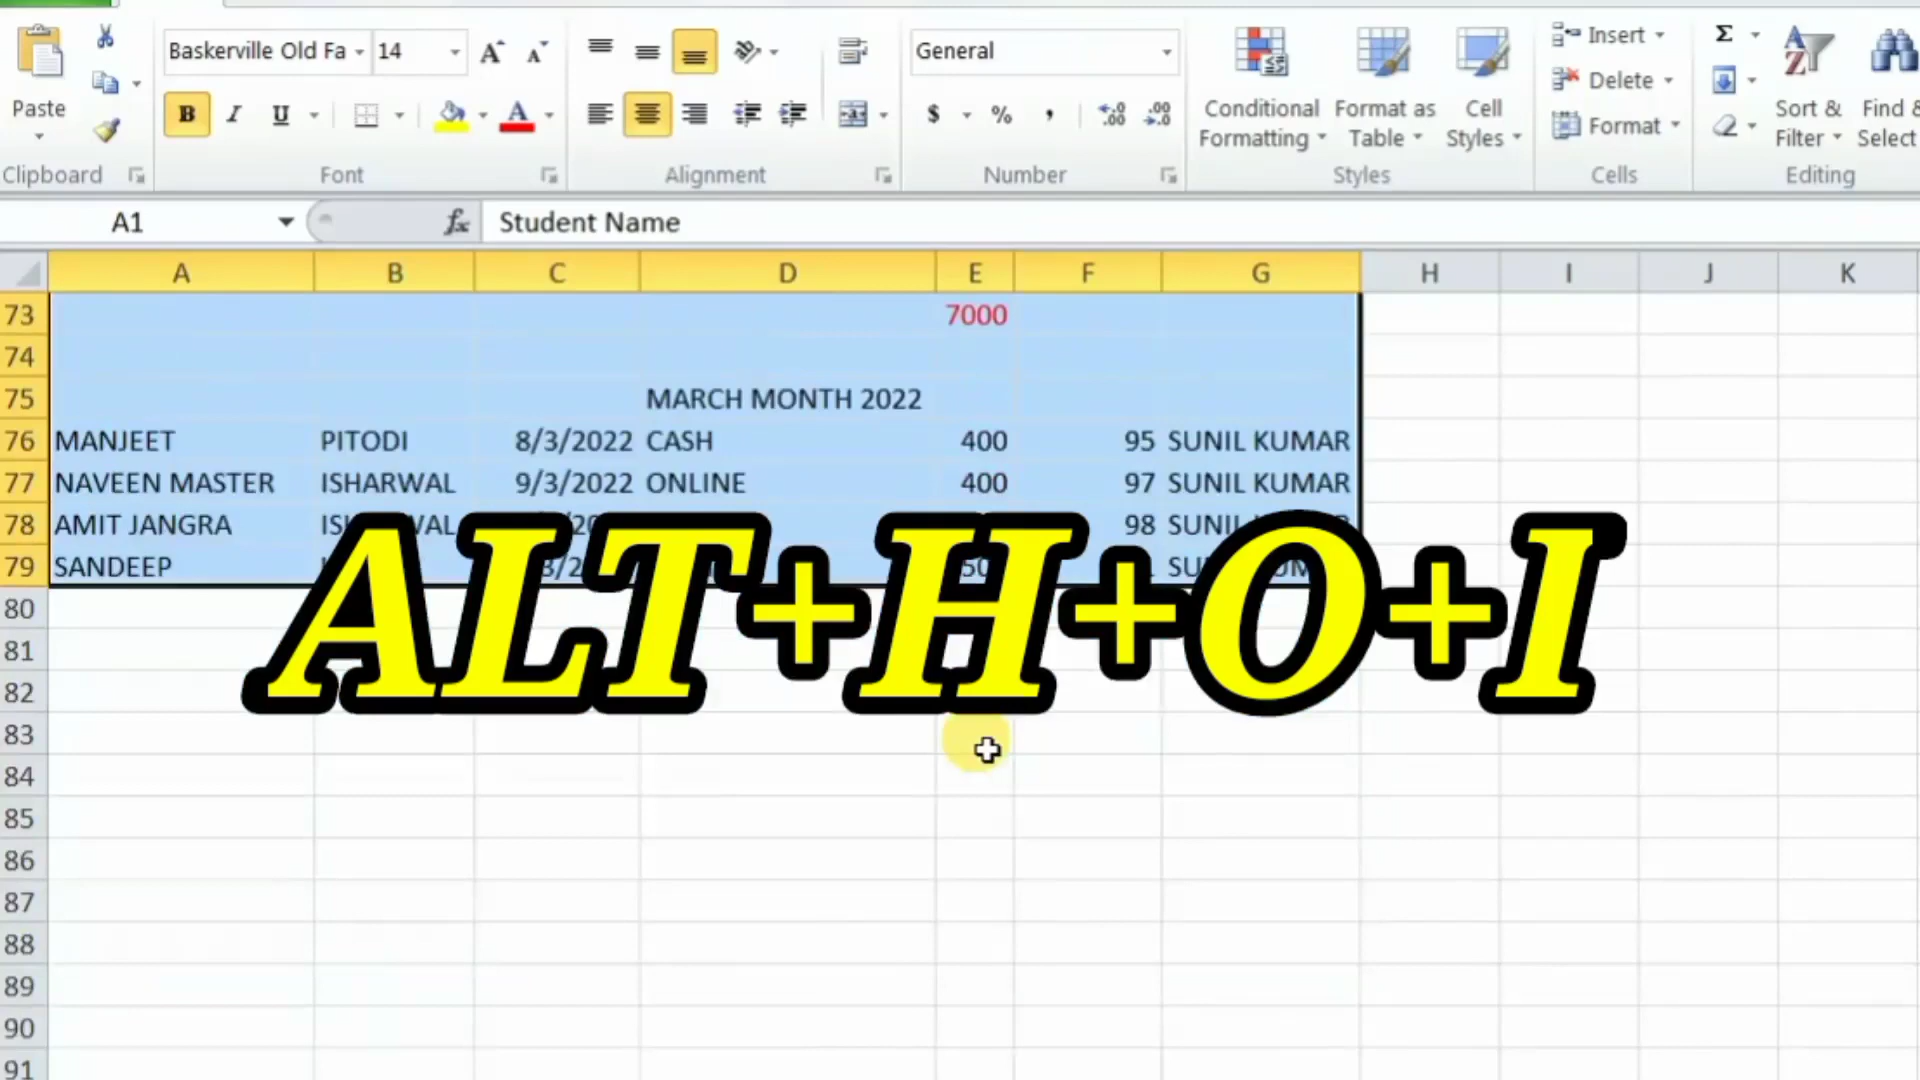 Baskerville Old Fa 14 A A General Insert
Paste B I U A $ % , .0 .00 Conditional Formatting Format as Table Cell Styles Delete Format Σ Sort & Filter Find & Select
Clipboard Font Alignment Number Styles Cells Editing
A1 fx Student Name
A B C D E F G H I J K
73 7000
74
75 MARCH MONTH 2022
76 MANJEET PITODI 8/3/2022 CASH 400 95 SUNIL KUMAR
77 NAVEEN MASTER ISHARWAL 9/3/2022 ONLINE 400 97 SUNIL KUMAR
78 AMIT JANGRA 98
79 SANDEEP
ALT+H+O+I
80
81
82
83
84
85
86
87
88
89
90
91